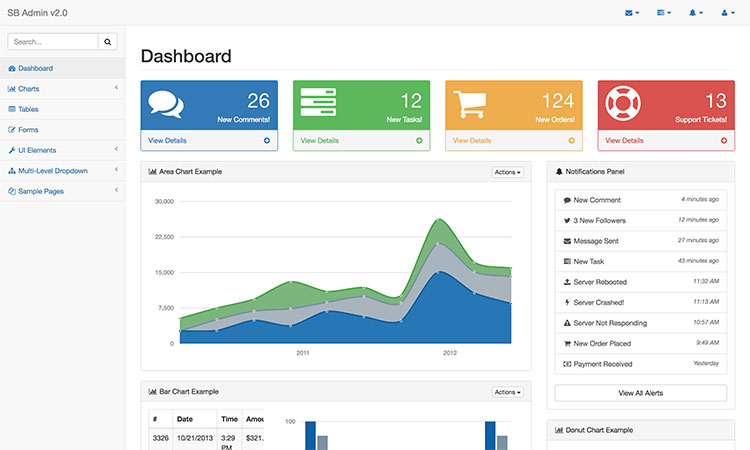 SB Admin v2.0
Search...
Dashboard
Charts
Tables
Forms
UI Elements
Multi-Level Dropdown
Sample Pages
Dashboard
26
New Comments!
View Details
12
New Tasks!
View Details
124
New Orders!
View Details
13
Support Tickets!
View Details
Area Chart Example
Actions
30,000
22,500
15,000
7,500
0
2011
2012
Notifications Panel
New Comment 4 minutes ago
3 New Followers 12 minutes ago
Message Sent 27 minutes ago
New Task 43 minutes ago
Server Rebooted 11:32 AM
Server Crashed! 11:13 AM
Server Not Responding 10:57 AM
New Order Placed 9:49 AM
Payment Received Yesterday
View All Alerts
Bar Chart Example
Actions
# Date Time Amou
3326 10/21/2013 3:29 $321.
PM
100
Donut Chart Example